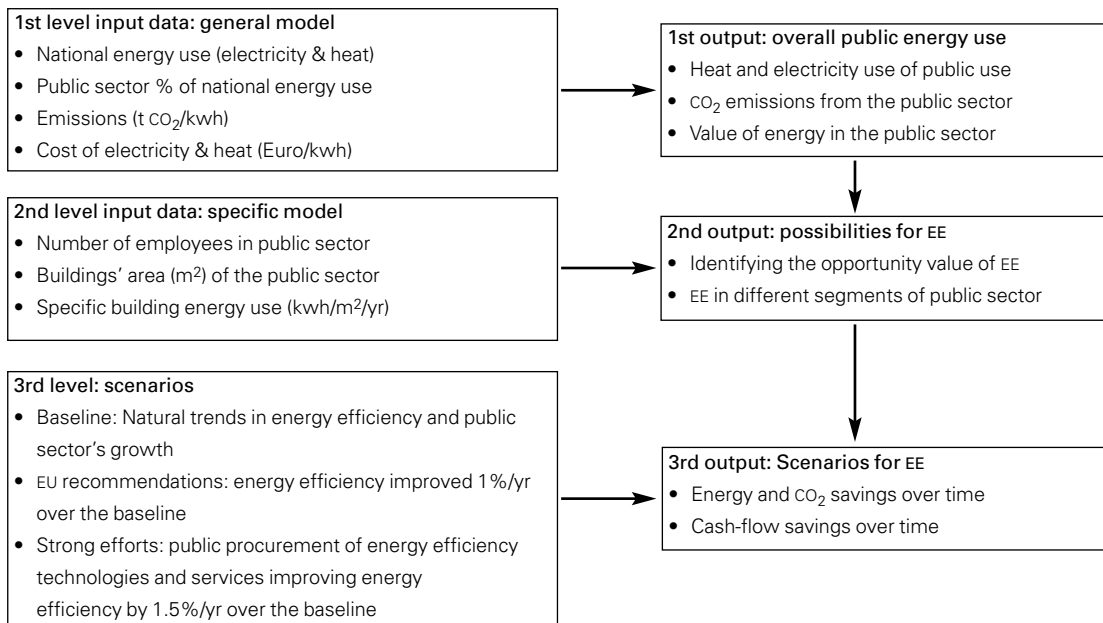 1st level input data: general model
• National energy use (electricity & heat)
• Public sector % of national energy use
• Emissions (t CO₂/kwh)
• Cost of electricity & heat (Euro/kwh)
1st output: overall public energy use
• Heat and electricity use of public use
• CO₂ emissions from the public sector
• Value of energy in the public sector
2nd level input data: specific model
• Number of employees in public sector
• Buildings’ area (m²) of the public sector
• Specific building energy use (kwh/m²/yr)
2nd output: possibilities for EE
• Identifying the opportunity value of EE
• EE in different segments of public sector
3rd level: scenarios
• Baseline: Natural trends in energy efficiency and public
sector’s growth
• EU recommendations: energy efficiency improved 1%/yr
over the baseline
• Strong efforts: public procurement of energy efficiency
technologies and services improving energy
efficiency by 1.5%/yr over the baseline
3rd output: Scenarios for EE
• Energy and CO₂ savings over time
• Cash-flow savings over time